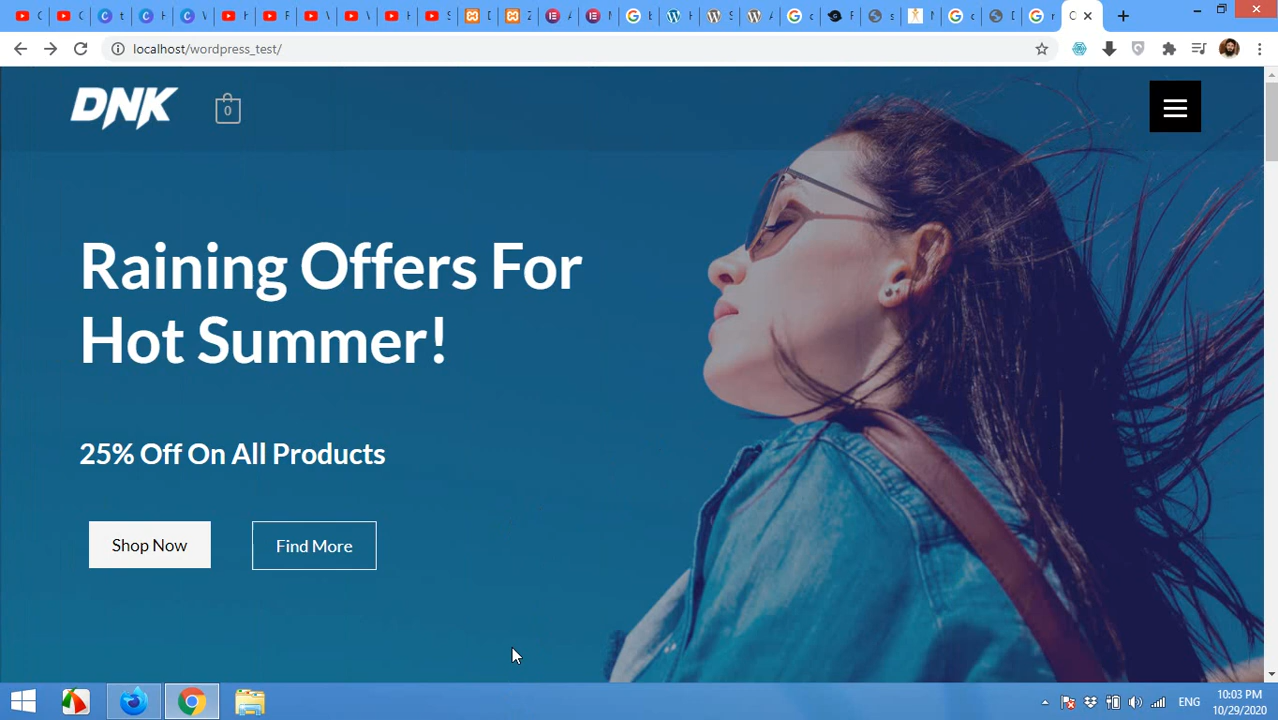 localhost/wordpress_test/
DNK
0
Raining Offers For
Hot Summer!
25% Off On All Products
Shop Now
Find More
ENG
10:03 PM
10/29/2020